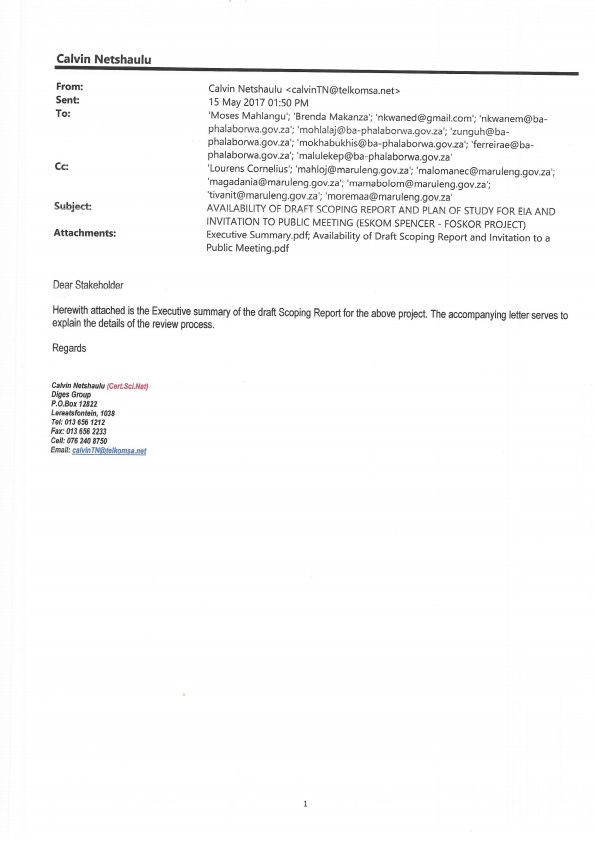 Calvin Netshaulu
From: Calvin Netshaulu <calvinTN@telkomsa.net>
Sent: 15 May 2017 01:50 PM
To: 'Moses Mahlangu'; 'Brenda Makanza'; 'nkwaned@gmail.com'; 'nkwanem@ba-
phalaborwa.gov.za'; 'mohlalaj@ba-phalaborwa.gov.za'; 'zunguh@ba-
phalaborwa.gov.za'; 'mokhabukhis@ba-phalaborwa.gov.za'; 'ferreirae@ba-
phalaborwa.gov.za'; 'malulekep@ba-phalaborwa.gov.za'
Cc: 'Lourens Cornelius'; 'mahloj@maruleng.gov.za'; 'malomanec@maruleng.gov.za';
'magadania@maruleng.gov.za'; 'mamabolom@maruleng.gov.za';
'tivanit@maruleng.gov.za'; 'moremaa@maruleng.gov.za'
Subject: AVAILABILITY OF DRAFT SCOPING REPORT AND PLAN OF STUDY FOR EIA AND
INVITATION TO PUBLIC MEETING (ESKOM SPENCER - FOSKOR PROJECT)
Attachments: Executive Summary.pdf; Availability of Draft Scoping Report and Invitation to a
Public Meeting.pdf
Dear Stakeholder
Herewith attached is the Executive summary of the draft Scoping Report for the above project. The accompanying letter serves to
explain the details of the review process.
Regards
Calvin Netshaulu (Cert.Sci.Nat)
Diges Group
P.O.Box 12822
Leraatsfontein, 1038
Tel: 013 656 1212
Fax: 013 656 2233
Cell: 076 240 8750
Email: calvinTN@telkomsa.net
1